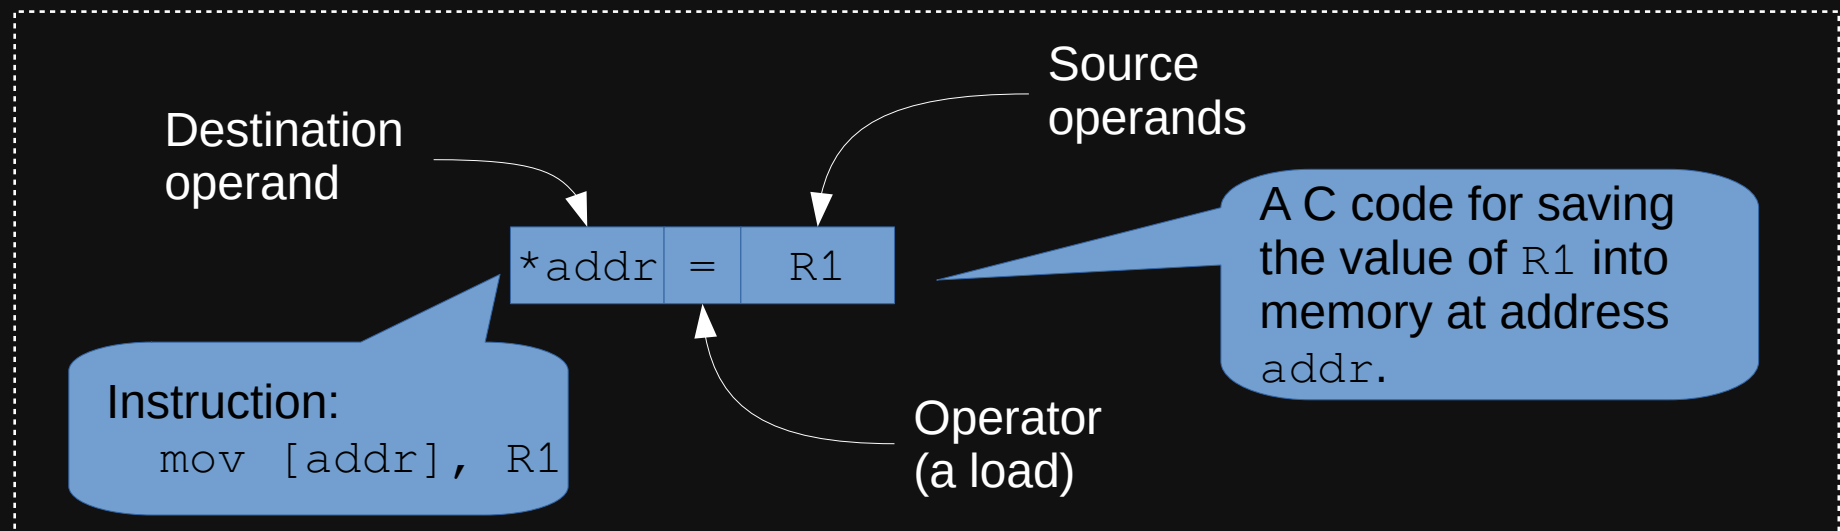 Source
operands
Destination
operand
*addr = R1
A C code for saving
the value of R1 into
memory at address
addr.
Instruction:
mov [addr], R1
Operator
(a load)